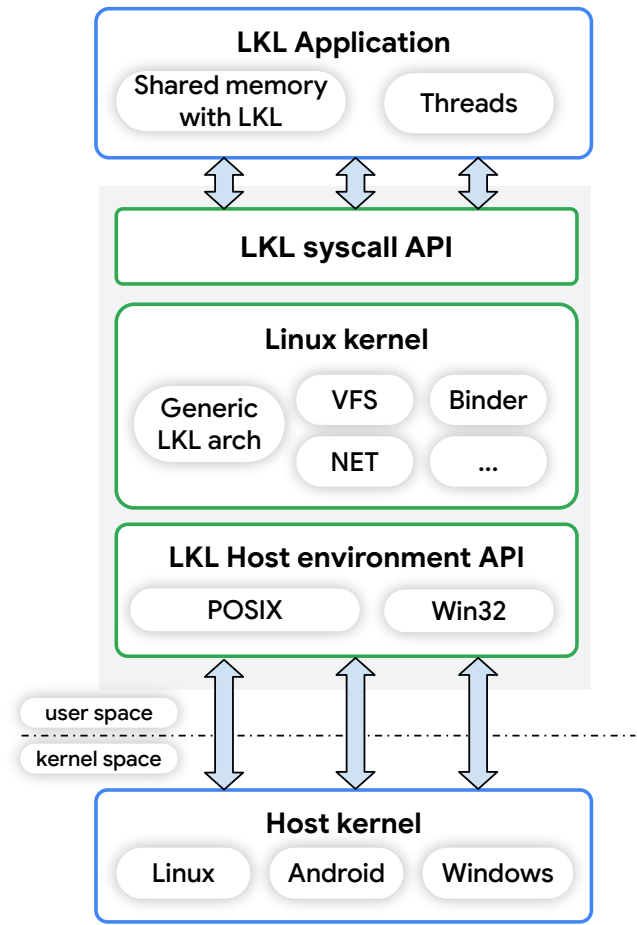 LKL Application
Shared memory
with LKL
Threads
LKL syscall API
Linux kernel
Generic
LKL arch
VFS
Binder
NET
...
LKL Host environment API
POSIX
Win32
user space
kernel space
Host kernel
Linux
Android
Windows